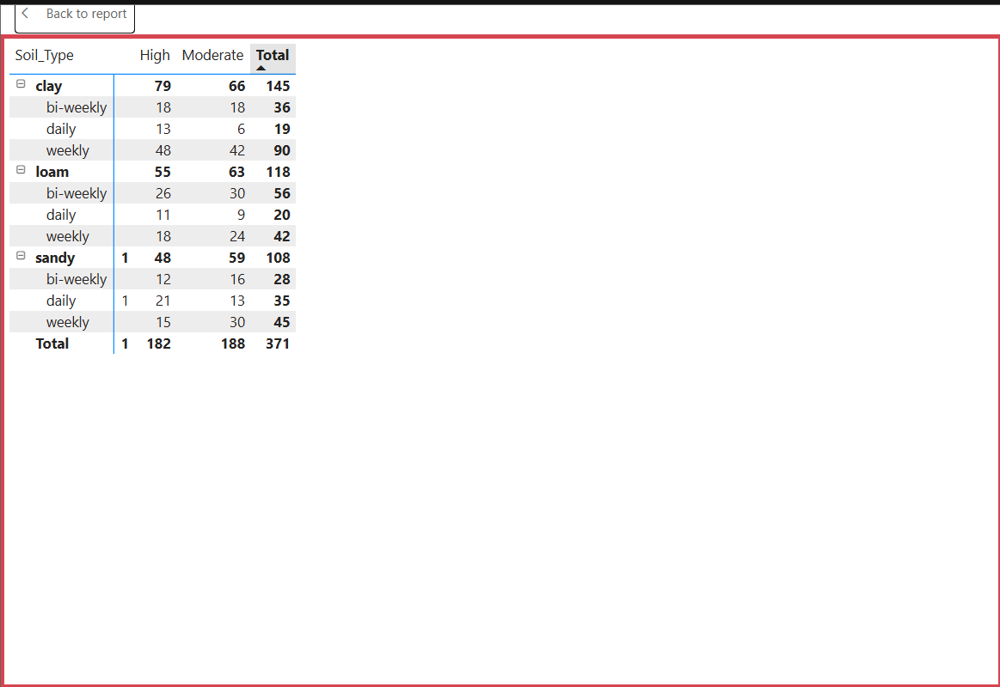 Back to report
Soil_Type High Moderate Total
clay 79 66 145
bi-weekly 18 18 36
daily 13 6 19
weekly 48 42 90
loam 55 63 118
bi-weekly 26 30 56
daily 11 9 20
weekly 18 24 42
sandy 1 48 59 108
bi-weekly 12 16 28
daily 1 21 13 35
weekly 15 30 45
Total 1 182 188 371